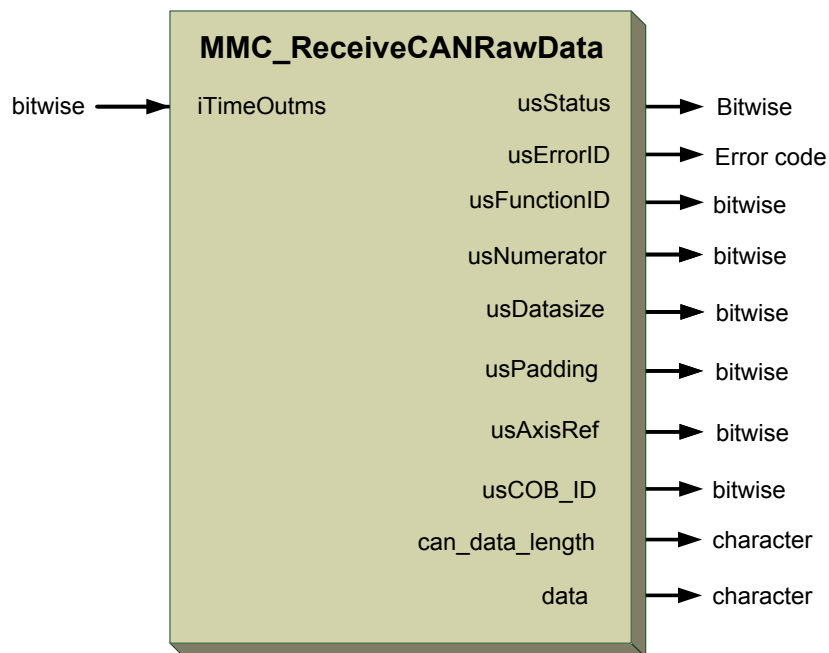 MMC_ReceiveCANRawData
bitwise iTimeOutms usStatus Bitwise
usErrorID Error code
usFunctionID bitwise
usNumerator bitwise
usDatasize bitwise
usPadding bitwise
usAxisRef bitwise
usCOB_ID bitwise
can_data_length character
data character